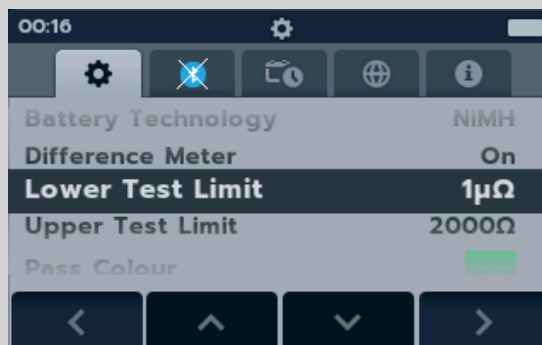 00:16
Battery Technology NiMH
Difference Meter On
Lower Test Limit 1µΩ
Upper Test Limit 2000Ω
Pass Colour